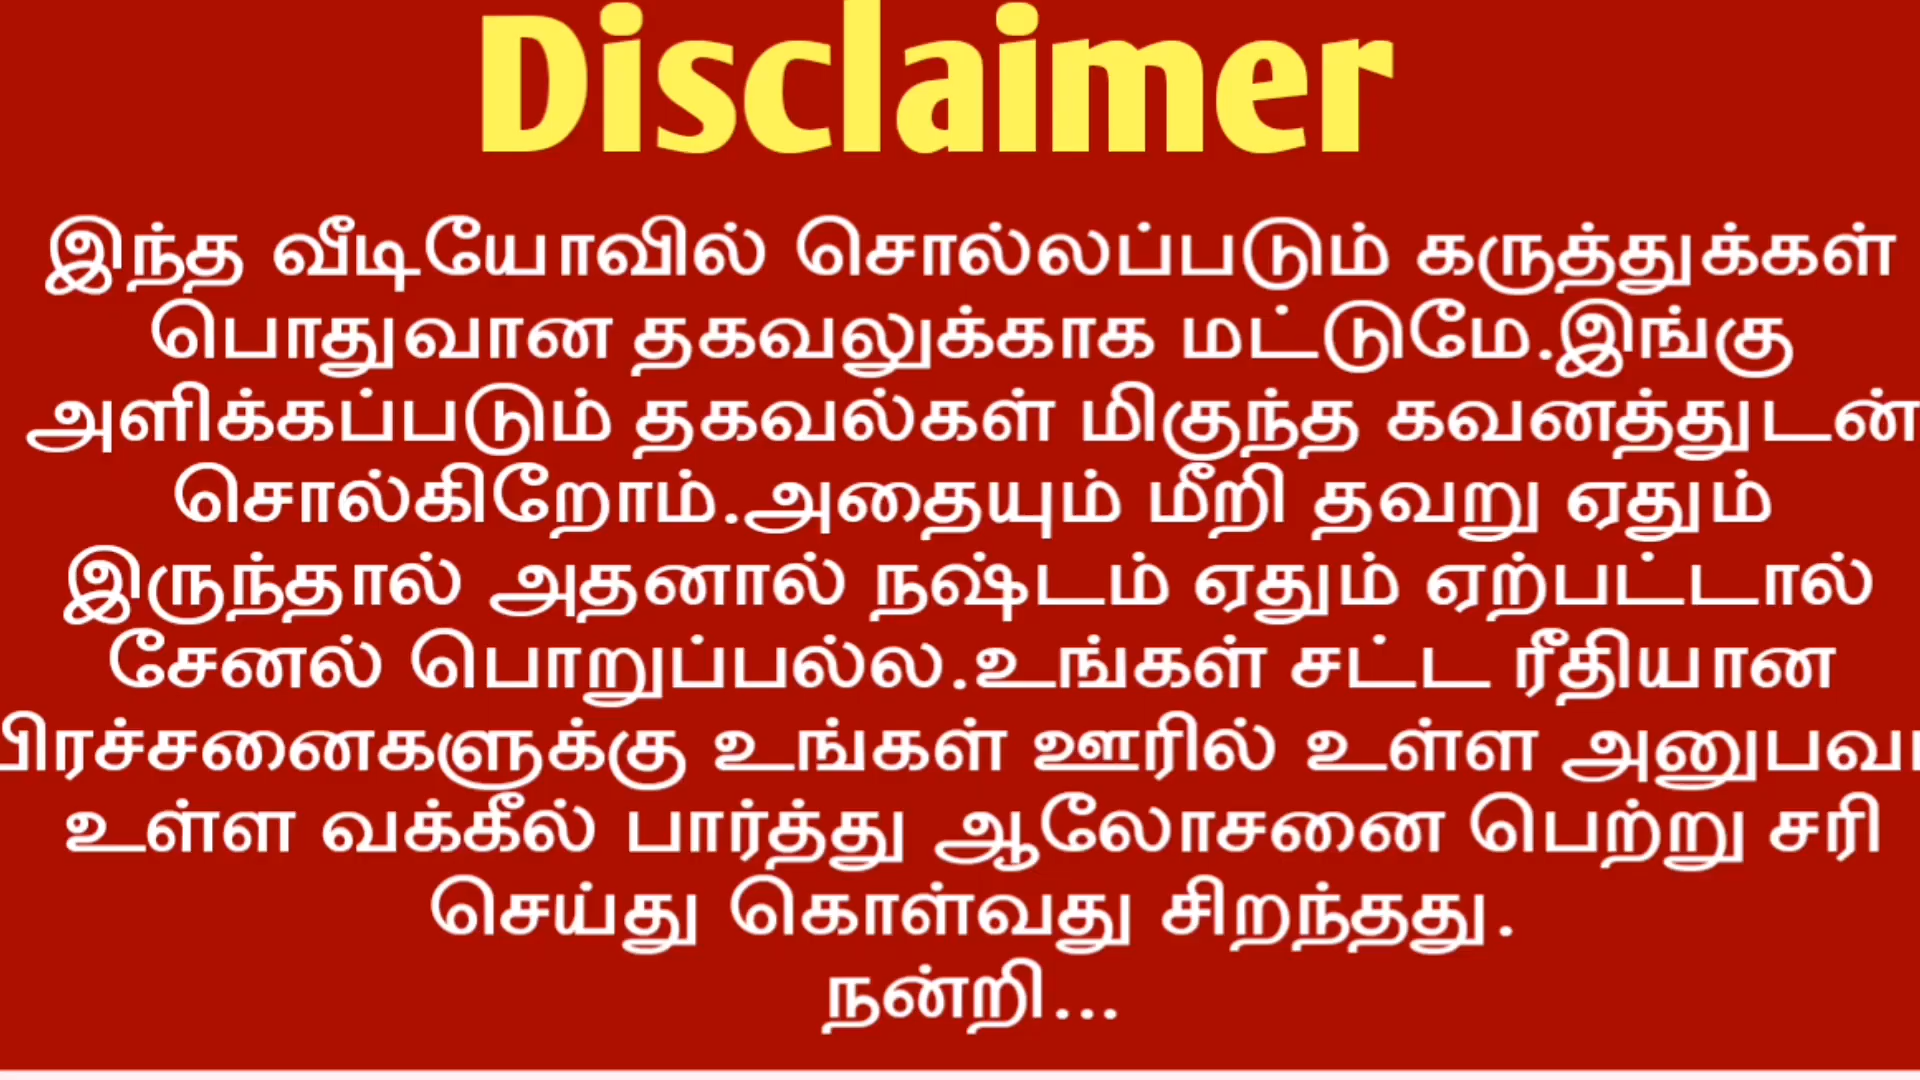 Disclaimer
இந்த வீடியோவில் சொல்லப்படும் கருத்துக்கள்
பொதுவான தகவலுக்காக மட்டுமே.இங்கு
அளிக்கப்படும் தகவல்கள் மிகுந்த கவனத்துடன்
சொல்கிறோம்.அதையும் மீறி தவறு ஏதும்
இருந்தால் அதனால் நஷ்டம் ஏதும் ஏற்பட்டால்
சேனல் பொறுப்பல்ல.உங்கள் சட்ட ரீதியான
பிரச்சனைகளுக்கு உங்கள் ஊரில் உள்ள
உள்ள வக்கீல் பார்த்து ஆலோசனை பெற்று சரி
செய்து கொள்வது சிறந்தது.
நன்றி...